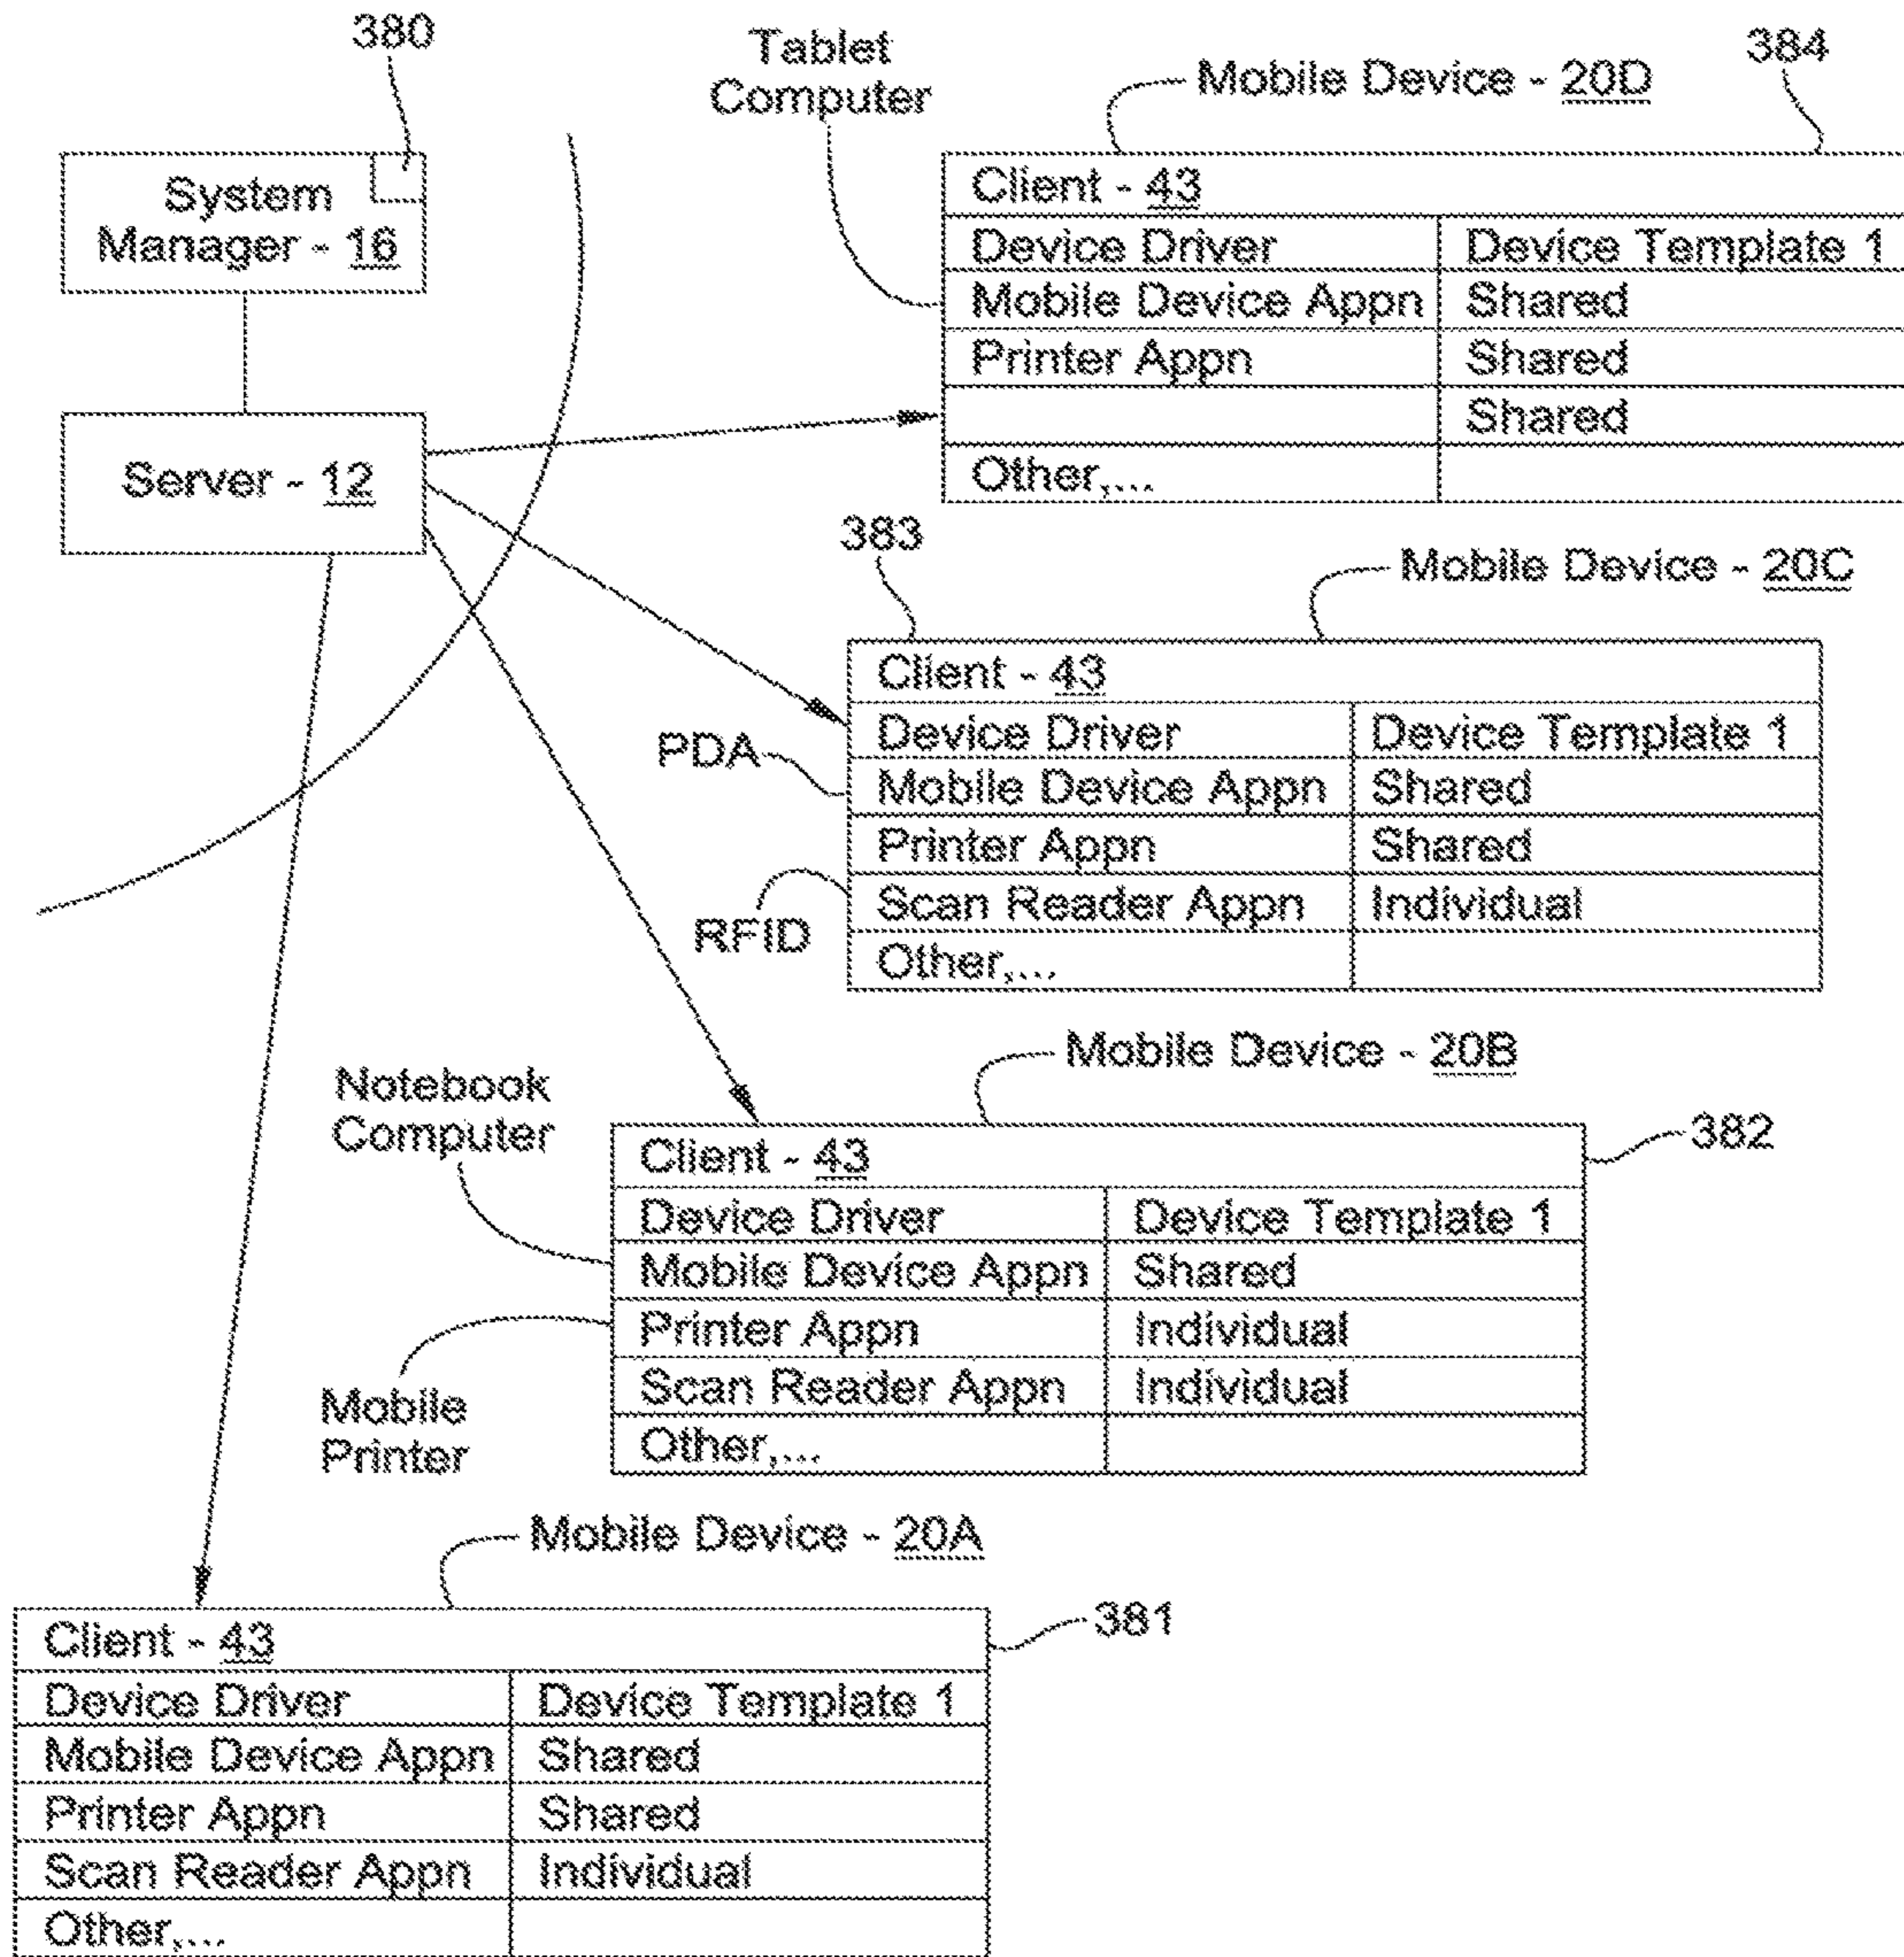 380
System
Manager - 16
Server - 12
Tablet
Computer
Mobile Device - 20D
384
Client - 43
Device Driver Device Template 1
Mobile Device Appn Shared
Printer Appn Shared
Shared
Other,...
383
Mobile Device - 20C
PDA
RFID
Client - 43
Device Driver Device Template 1
Mobile Device Appn Shared
Printer Appn Shared
Scan Reader Appn Individual
Other,...
Mobile Device - 20B
382
Notebook
Computer
Mobile
Printer
Client - 43
Device Driver Device Template 1
Mobile Device Appn Shared
Printer Appn Individual
Scan Reader Appn Individual
Other,...
Mobile Device - 20A
381
Client - 43
Device Driver Device Template 1
Mobile Device Appn Shared
Printer Appn Shared
Scan Reader Appn Individual
Other,...